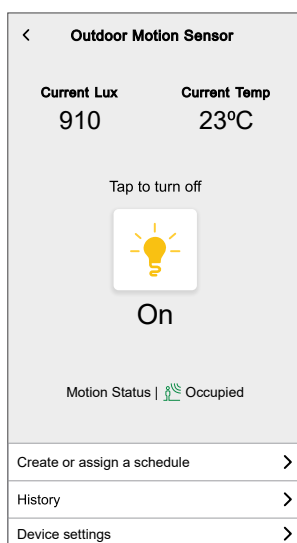 Outdoor Motion Sensor
Current Lux Current Temp
910 23ºC
Tap to turn off
On
Motion Status | Occupied
Create or assign a schedule
History
Device settings